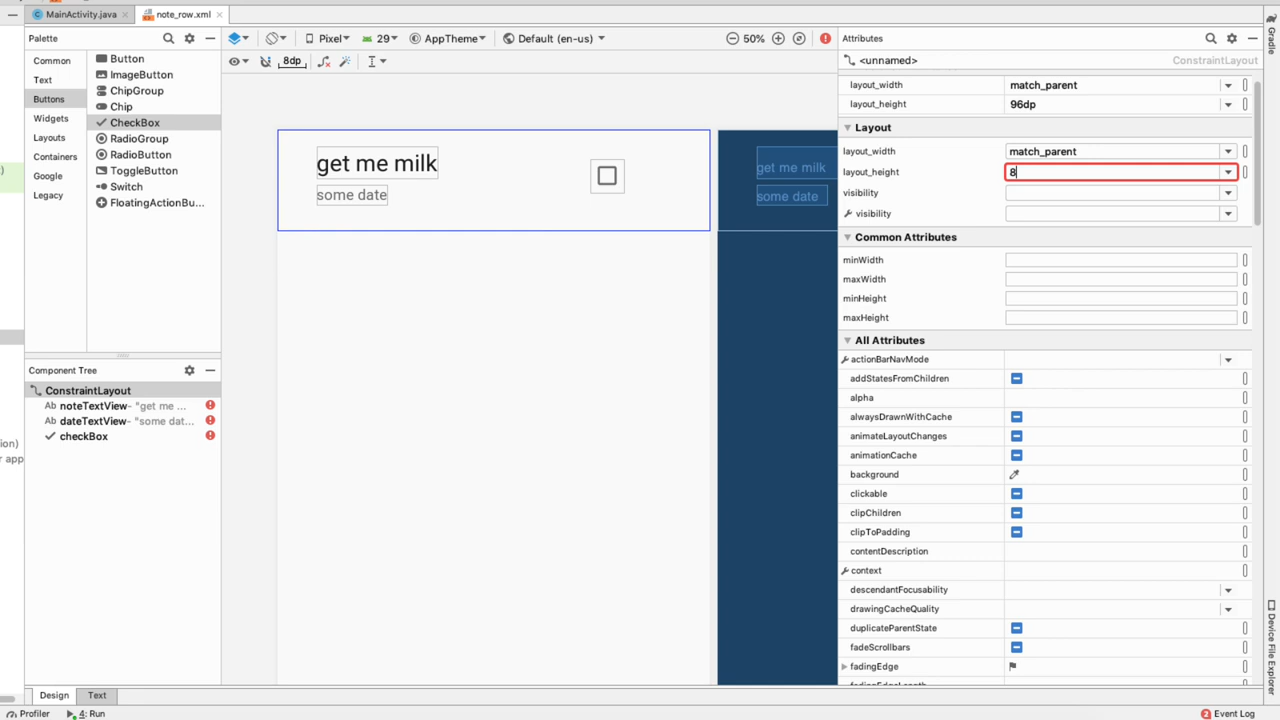 MainActivity.java
note_row.xml
Palette
Common
Text
Buttons
Widgets
Layouts
Containers
Google
Legacy
Button
ImageButton
ChipGroup
Chip
CheckBox
RadioGroup
RadioButton
ToggleButton
Switch
FloatingActionBu...
Pixel
29
AppTheme
Default (en-us)
50%
8dp
get me milk
some date
get me milk
some date
Component Tree
ConstraintLayout
Ab noteTextView- "get me ...
Ab dateTextView- "some dat...
checkBox
Attributes
<unnamed>
ConstraintLayout
layout_width match_parent
layout_height 96dp
Layout
layout_width match_parent
layout_height 8
visibility
visibility
Common Attributes
minWidth
maxWidth
minHeight
maxHeight
All Attributes
actionBarNavMode
addStatesFromChildren
alpha
alwaysDrawnWithCache
animateLayoutChanges
animationCache
background
clickable
clipChildren
clipToPadding
contentDescription
context
descendantFocusability
drawingCacheQuality
duplicateParentState
fadeScrollbars
fadingEdge
fadingEdgeLength
Gradle
Device File Explorer
)
ion)
r app
Design
Text
Profiler
4: Run
2 Event Log